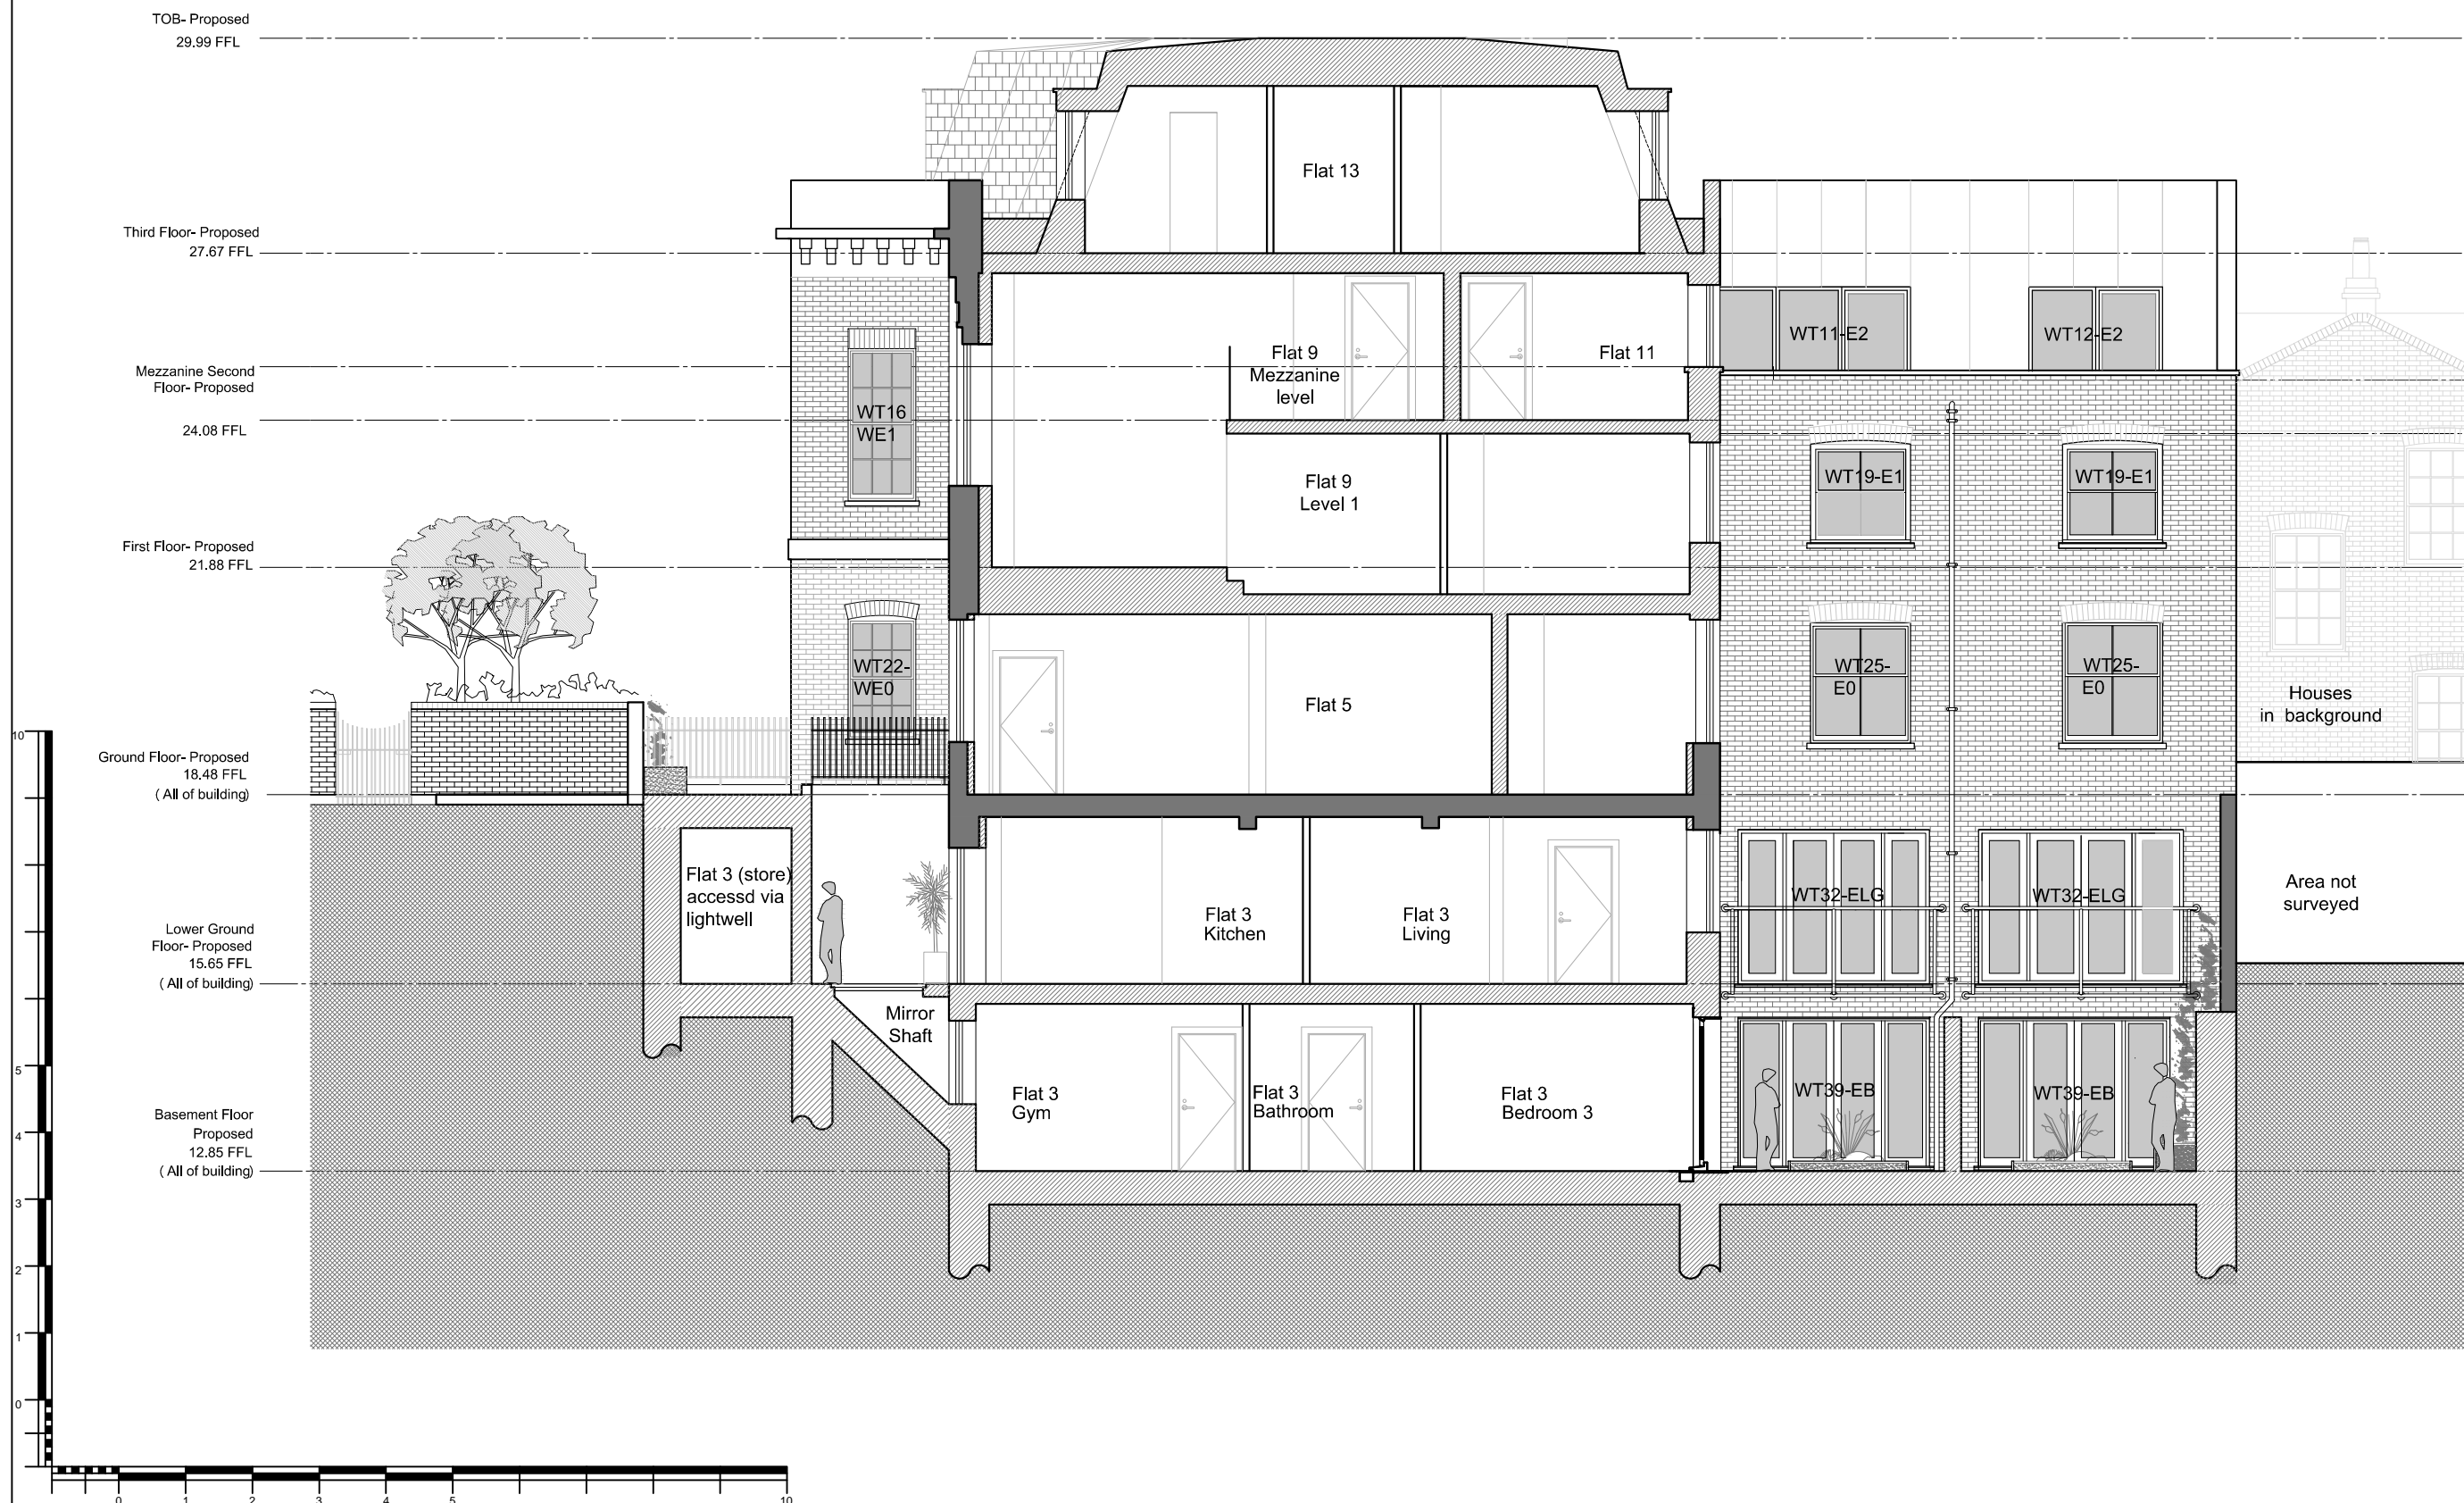 TOB- Proposed
29.99 FFL
Flat 13
Third Floor- Proposed
27.67 FFL
Mezzanine Second
Floor- Proposed
24.08 FFL
WT16
WE1
Flat 9
Mezzanine
level
Flat 11
WT11-E2
WT12-E2
Flat 9
Level 1
WT19-E1
WT19-E1
First Floor- Proposed
21.88 FFL
WT22-
WE0
Flat 5
WT25-
E0
WT25-
E0
Houses
in background
Ground Floor- Proposed
18.48 FFL
( All of building)
Flat 3 (store)
accessd via
lightwell
Flat 3
Kitchen
Flat 3
Living
WT32-ELG
WT32-ELG
Area not
surveyed
Lower Ground
Floor- Proposed
15.65 FFL
( All of building)
Mirror
Shaft
Flat 3
Gym
Flat 3
Bathroom
Flat 3
Bedroom 3
WT39-EB
WT39-EB
Basement Floor
Proposed
12.85 FFL
( All of building)
10
5
4
3
2
1
0
0 1 2 3 4 5 10